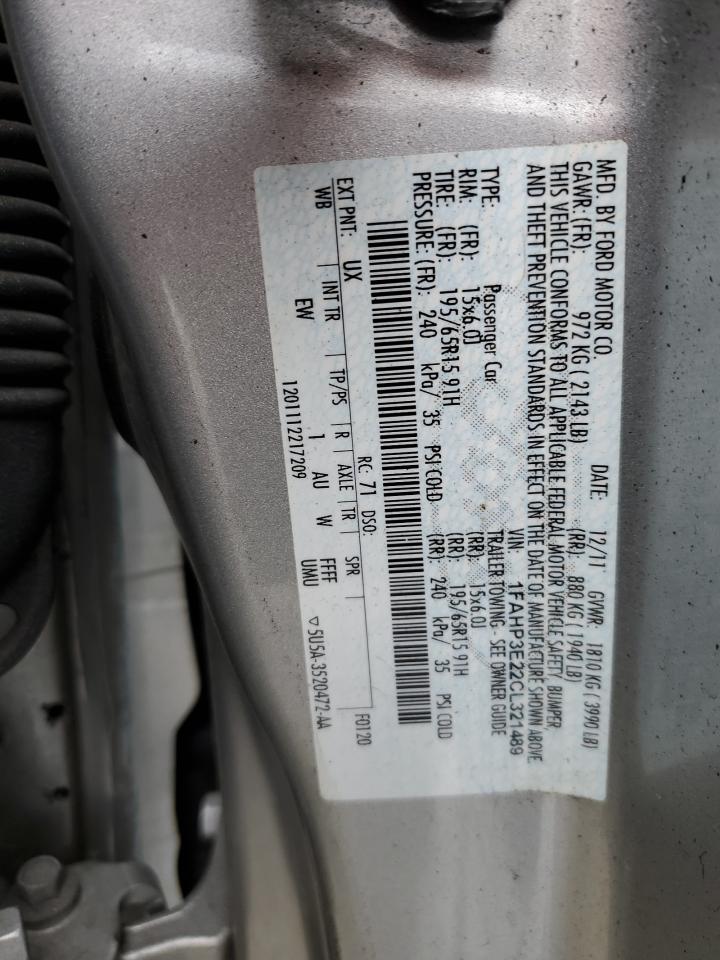 MFD. BY FORD MOTOR CO.
DATE: 12/11 GVWR: 1810 KG ( 3990 LB)
GAWR: (FR): 972 KG ( 2143 LB) (RR): 880 KG ( 1940 LB)
THIS VEHICLE CONFORMS TO ALL APPLICABLE FEDERAL MOTOR VEHICLE SAFETY BUMPER,
AND THEFT PREVENTION STANDARDS IN EFFECT ON THE DATE OF MANUFACTURE SHOWN ABOVE.
VIN: 1FAHP3E22CL321489
TYPE: Passenger Car TRAILER TOWING - SEE OWNER GUIDE
RIM: (FR): 15x6.0J (RR): 15x6.0J
TIRE: (FR): 195/65R15 91H (RR): 195/65R15 91H
PRESSURE: (FR): 240 kPa/ 35 PSI COLD (RR): 240 kPa/ 35 PSI COLD
EXT PNT: UX RC: 71 DSO: F0120
WB | INT TR | TP/PS | R | AXLE | TR | SPR
EW 1 AU W FFFF UMU
1201112217209 ▽ 5U5A-3520472-AA